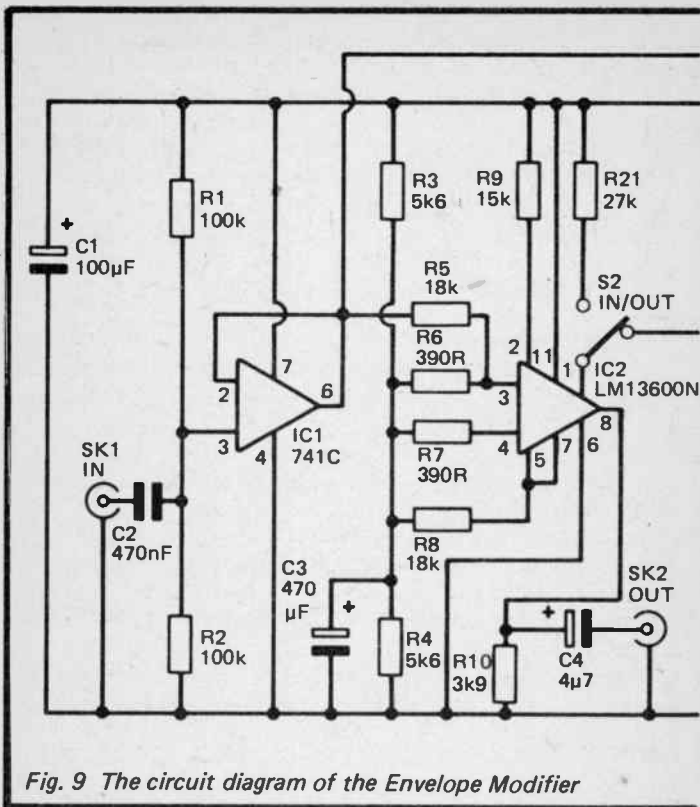 +
C1
100µF
R1
100k
R3
5k6
R9
15k
R21
27k
S2
IN/OUT
R5
18k
R6
390R
2
11
1
IC2
LM13600N
3
8
4
5
7
6
R7
390R
R8
18k
2
7
6
3
4
IC1
741C
SK1
IN
C2
470nF
C3
470
µF
+
R2
100k
R4
5k6
R10
3k9
+
C4
4µ7
SK2
OUT
Fig. 9 The circuit diagram of the Envelope Modifier